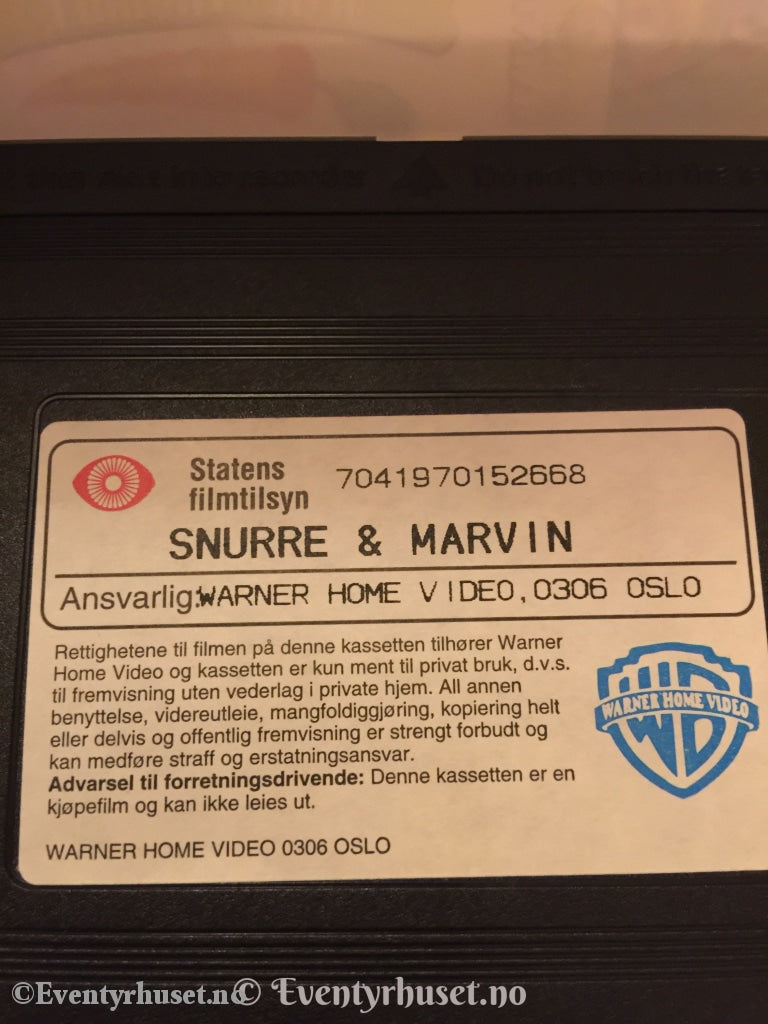 Statens
filmtilsyn
7041970152668
SNURRE & MARVIN
Ansvarlig: WARNER HOME VIDEO, 0306 OSLO
Rettighetene til filmen på denne kassetten tilhører Warner
Home Video og kassetten er kun ment til privat bruk, d.v.s.
til fremvisning uten vederlag i private hjem. All annen
benyttelse, videreutleie, mangfoldiggjøring, kopiering helt
eller delvis og offentlig fremvisning er strengt forbudt og
kan medføre straff og erstatningsansvar.
Advarsel til forretningsdrivende: Denne kassetten er en
kjøpefilm og kan ikke leies ut.
WARNER HOME VIDEO 0306 OSLO
WB
WARNER HOME VIDEO
©Eventyrhuset.no
© Eventyrhuset.no